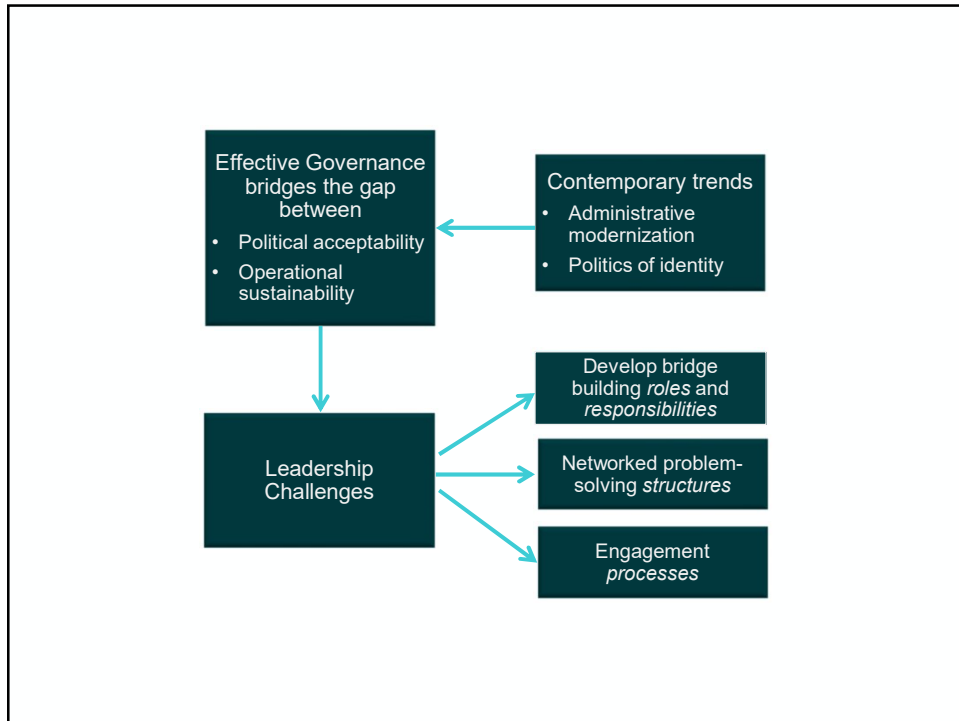 Effective Governance
bridges the gap
between
• Political acceptability
• Operational
sustainability
Contemporary trends
• Administrative
modernization
• Politics of identity
Leadership
Challenges
Develop bridge
building roles and
responsibilities
Networked problem-
solving structures
Engagement
processes